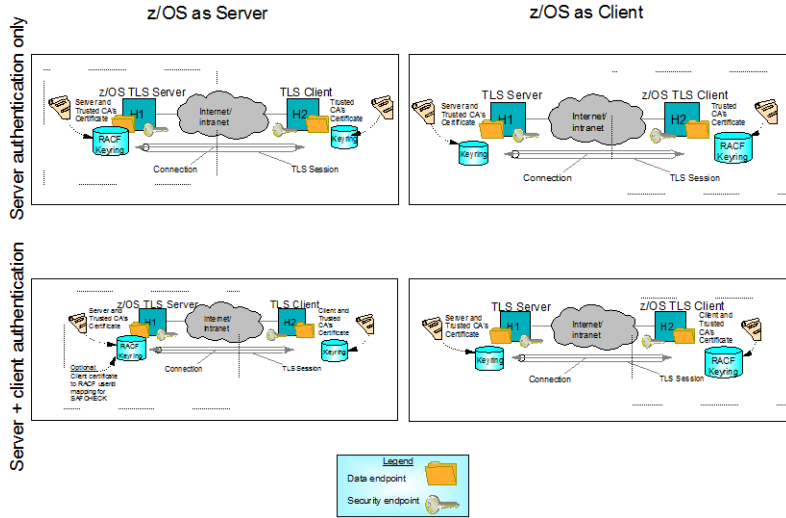 z/OS as Server
z/OS as Client
Server authentication only
z/OS TLS Server
TLS Client
Server and
Trusted CA's
Certificate
H1
Internet/
intranet
H2
Trusted
CA's
Certificate
RACF
Keyring
Keyring
Connection
TLS Session
TLS Server
z/OS TLS Client
Server and
Trusted CA's
Certificate
H1
Internet/
intranet
H2
Trusted
CA's
Certificate
Keyring
RACF
Keyring
Connection
TLS Session
Server + client authentication
z/OS TLS Server
TLS Client
Server and
Trusted CA's
Certificate
H1
Internet/
intranet
H2
Client and
Trusted
CA's
Certificate
RACF
Keyring
Keyring
Optional:
Client certificate
to RACF userid
mapping for
SAFCHECK
Connection
TLS Session
TLS Server
z/OS TLS Client
Server and
Trusted CA's
Certificate
H1
Internet/
intranet
H2
Client and
Trusted
CA's
Certificate
Keyring
RACF
Keyring
Connection
TLS Session
Legend
Data endpoint
Security endpoint